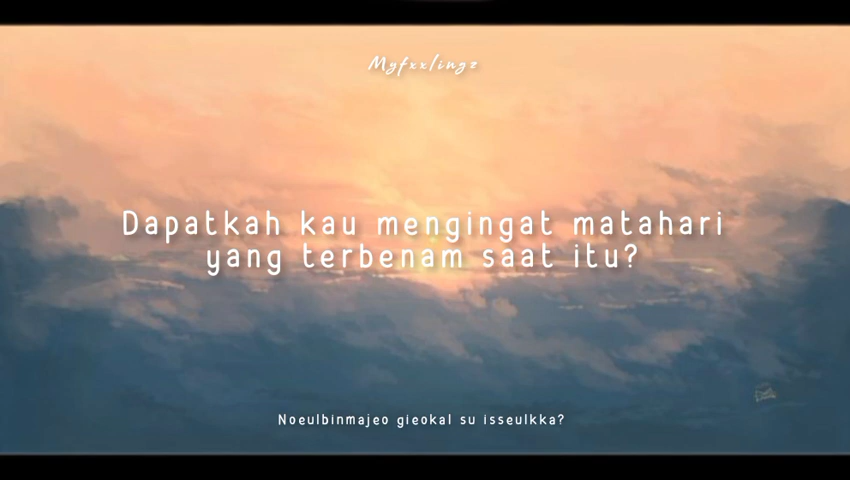 Myfxxlingz
Dapatkah kau mengingat matahari
yang terbenam saat itu?
Noeulbinmajeo gieokal su isseulkka?